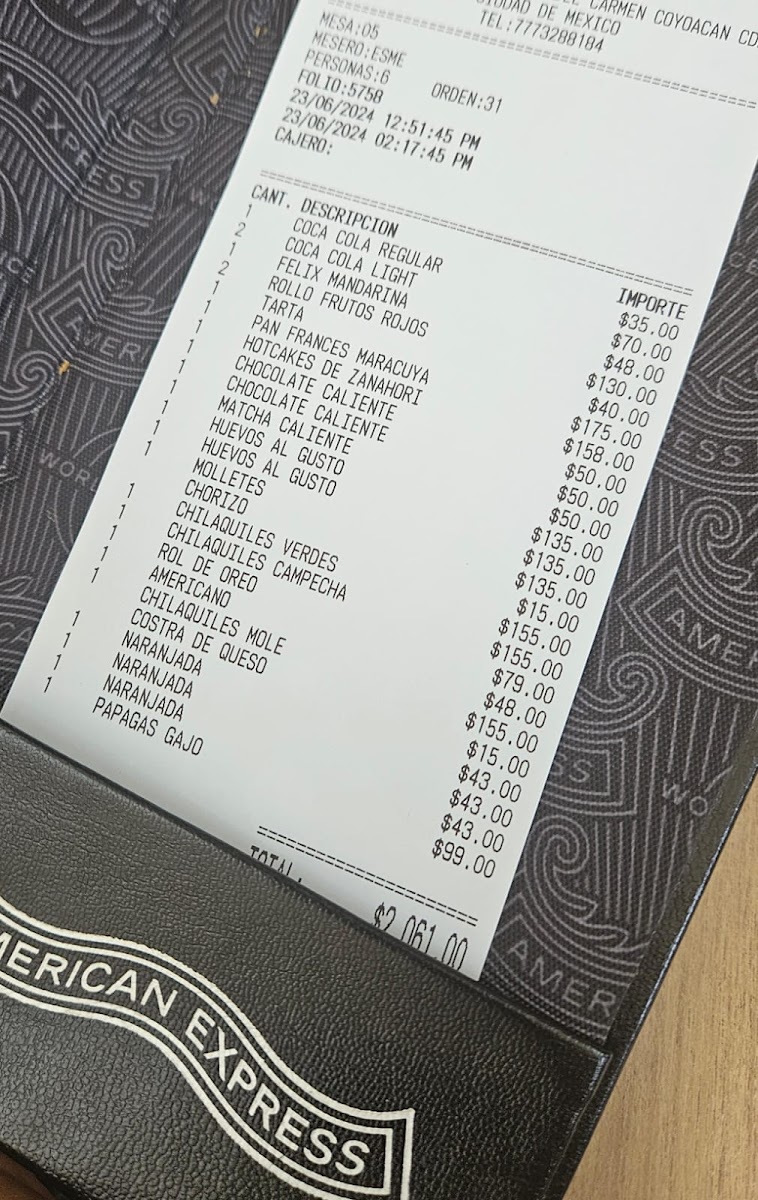 CARMEN COYOACAN CD
CIUDAD DE MEXICO
TEL:7773288184
MESA:05
MESERO:ESME
PERSONAS:6 ORDEN:31
FOLIO:5758
23/06/2024 12:51:45 PM
23/06/2024 02:17:45 PM
CAJERO:
CANT. DESCRIPCION IMPORTE
1 COCA COLA REGULAR $35.00
2 COCA COLA LIGHT $70.00
1 FELIX MANDARINA $48.00
2 ROLLO FRUTOS ROJOS $130.00
1 TARTA $40.00
1 PAN FRANCES MARACUYA $175.00
1 HOTCAKES DE ZANAHORI $158.00
1 CHOCOLATE CALIENTE $50.00
1 CHOCOLATE CALIENTE $50.00
1 MATCHA CALIENTE $50.00
1 HUEVOS AL GUSTO $135.00
1 HUEVOS AL GUSTO $135.00
1 MOLLETES $135.00
CHORIZO $15.00
1 CHILAQUILES VERDES $155.00
1 CHILAQUILES CAMPECHA $155.00
1 ROL DE OREO $79.00
1 AMERICANO $48.00
1 CHILAQUILES MOLE $155.00
COSTRA DE QUESO $15.00
1 NARANJADA $43.00
1 NARANJADA $43.00
1 NARANJADA $43.00
1 PAPAGAS GAJO $99.00
TOTAL: $2,061.00
AMERICAN EXPRESS